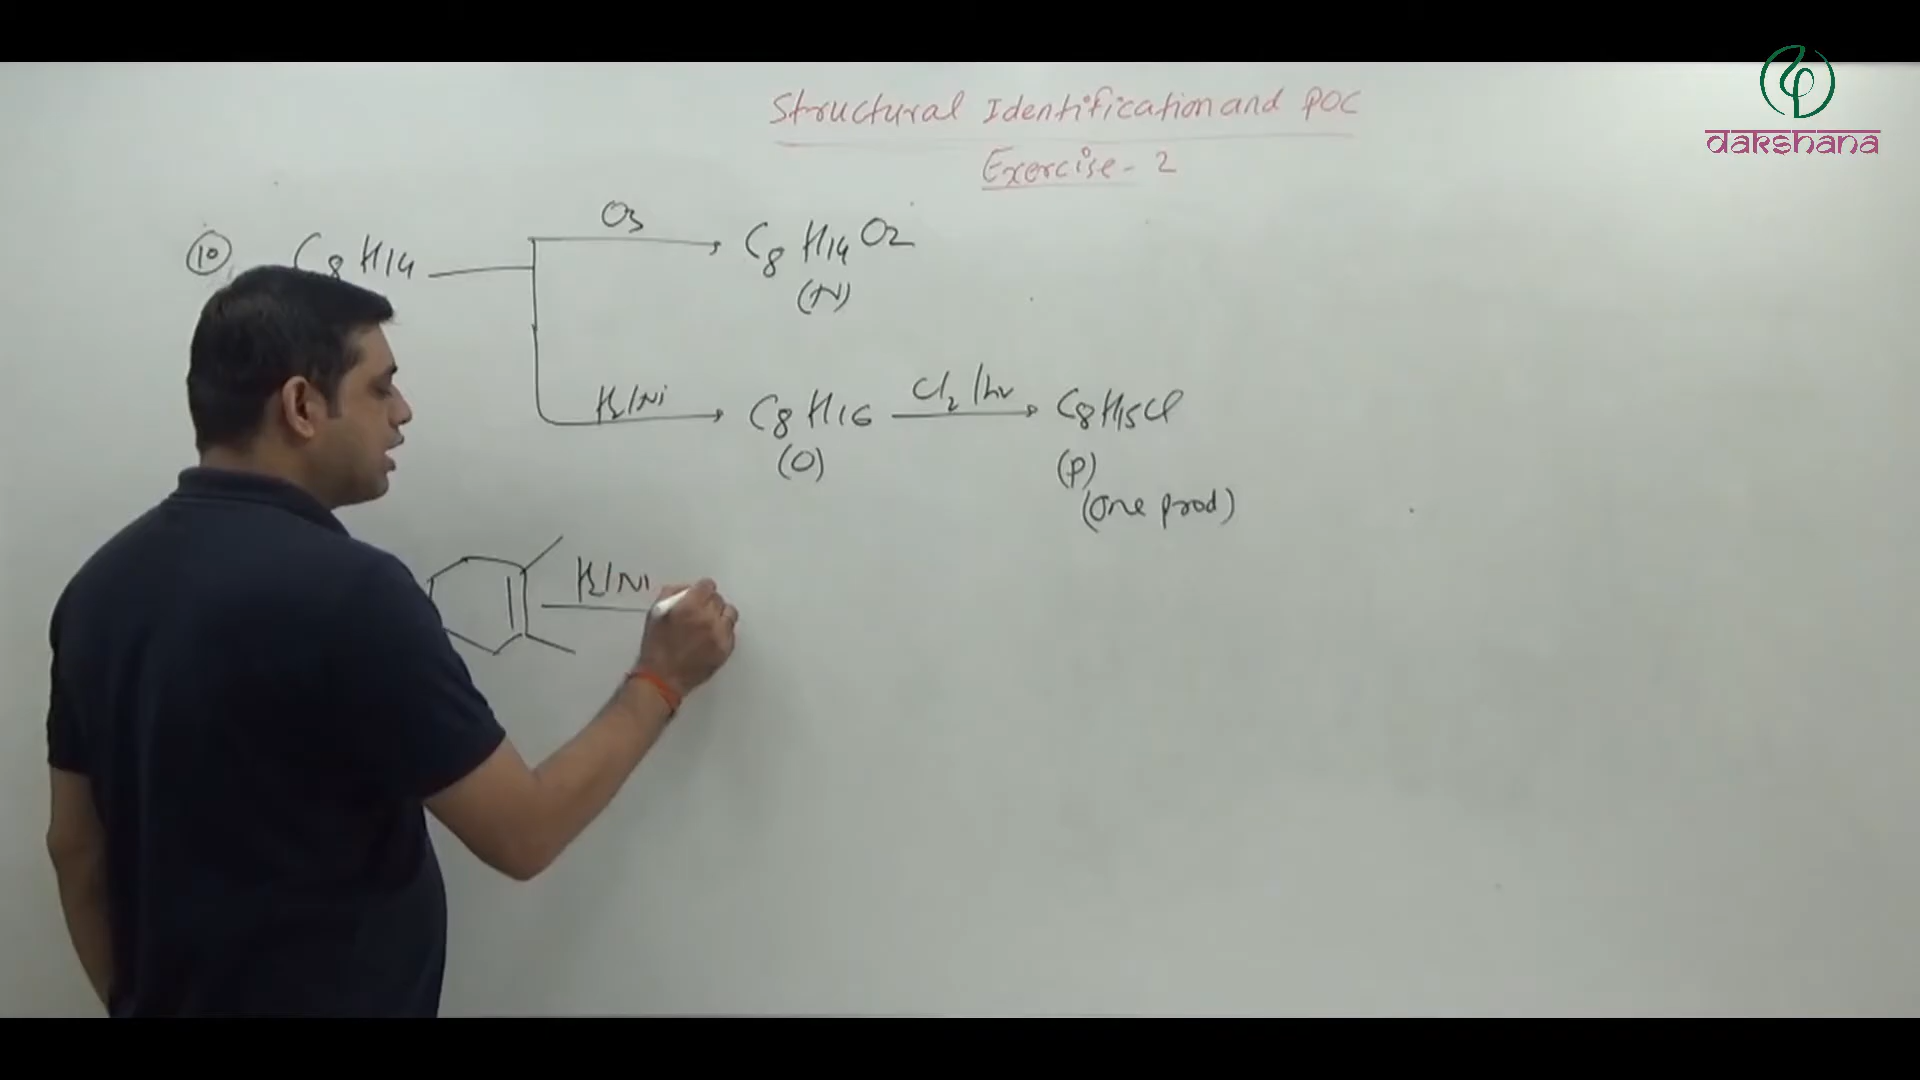 dakshana
Structural Identification and POC
Exercise - 2
10 C8H14
O3
C8H14O2
(N)
H2/Ni
C8H16
Cl2/hν
C8H15Cl
(O)
(P)
(one prod)
H2/Ni